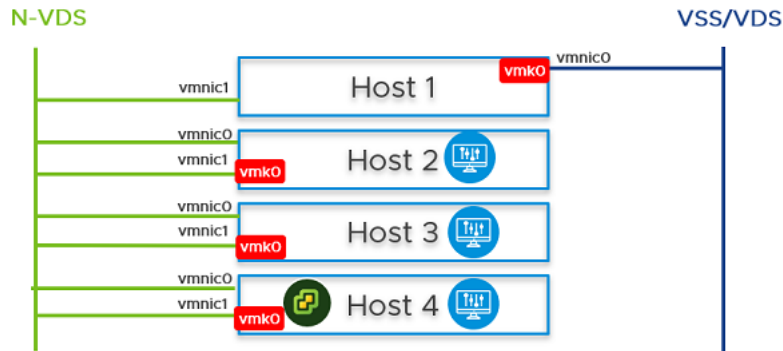 N-VDS
VSS/VDS
vmnic0
vmk0
vmnic1
Host 1
vmnic0
vmnic1
vmk0
Host 2
vmnic0
vmnic1
vmk0
Host 3
vmnic0
vmnic1
vmk0
Host 4